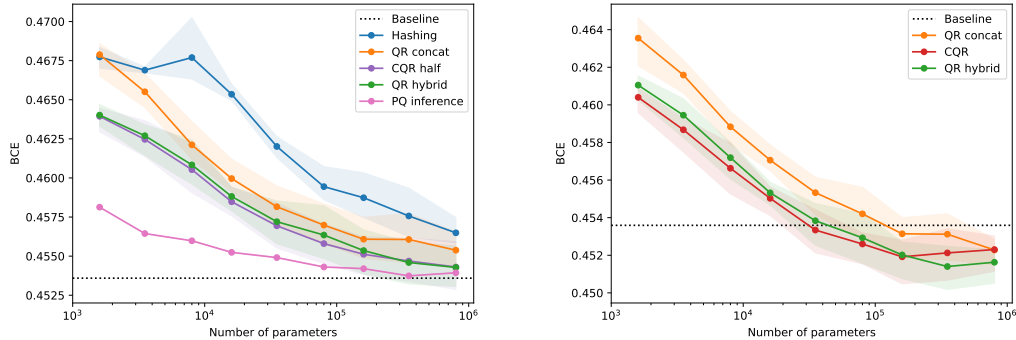 0.4700
0.4675
0.4650
0.4625
0.4600
0.4575
0.4550
0.4525
BCE
10³ 10⁴ 10⁵ 10⁶
Number of parameters
Baseline
Hashing
QR concat
CQR half
QR hybrid
PQ inference
0.464
0.462
0.460
0.458
0.456
0.454
0.452
0.450
BCE
10³ 10⁴ 10⁵ 10⁶
Number of parameters
Baseline
QR concat
CQR
QR hybrid